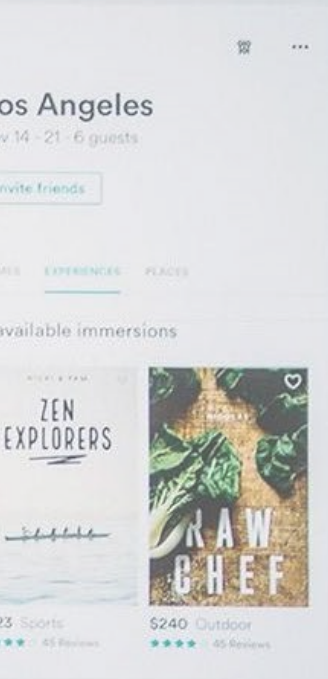 os Angeles
v 14 - 21 · 6 guests
nvite friends
MES EXPERIENCES PLACES
available immersions
ZEN
EXPLORERS
RAW
CHEF
23 Sports
45 Reviews
$240 Outdoor
45 Reviews